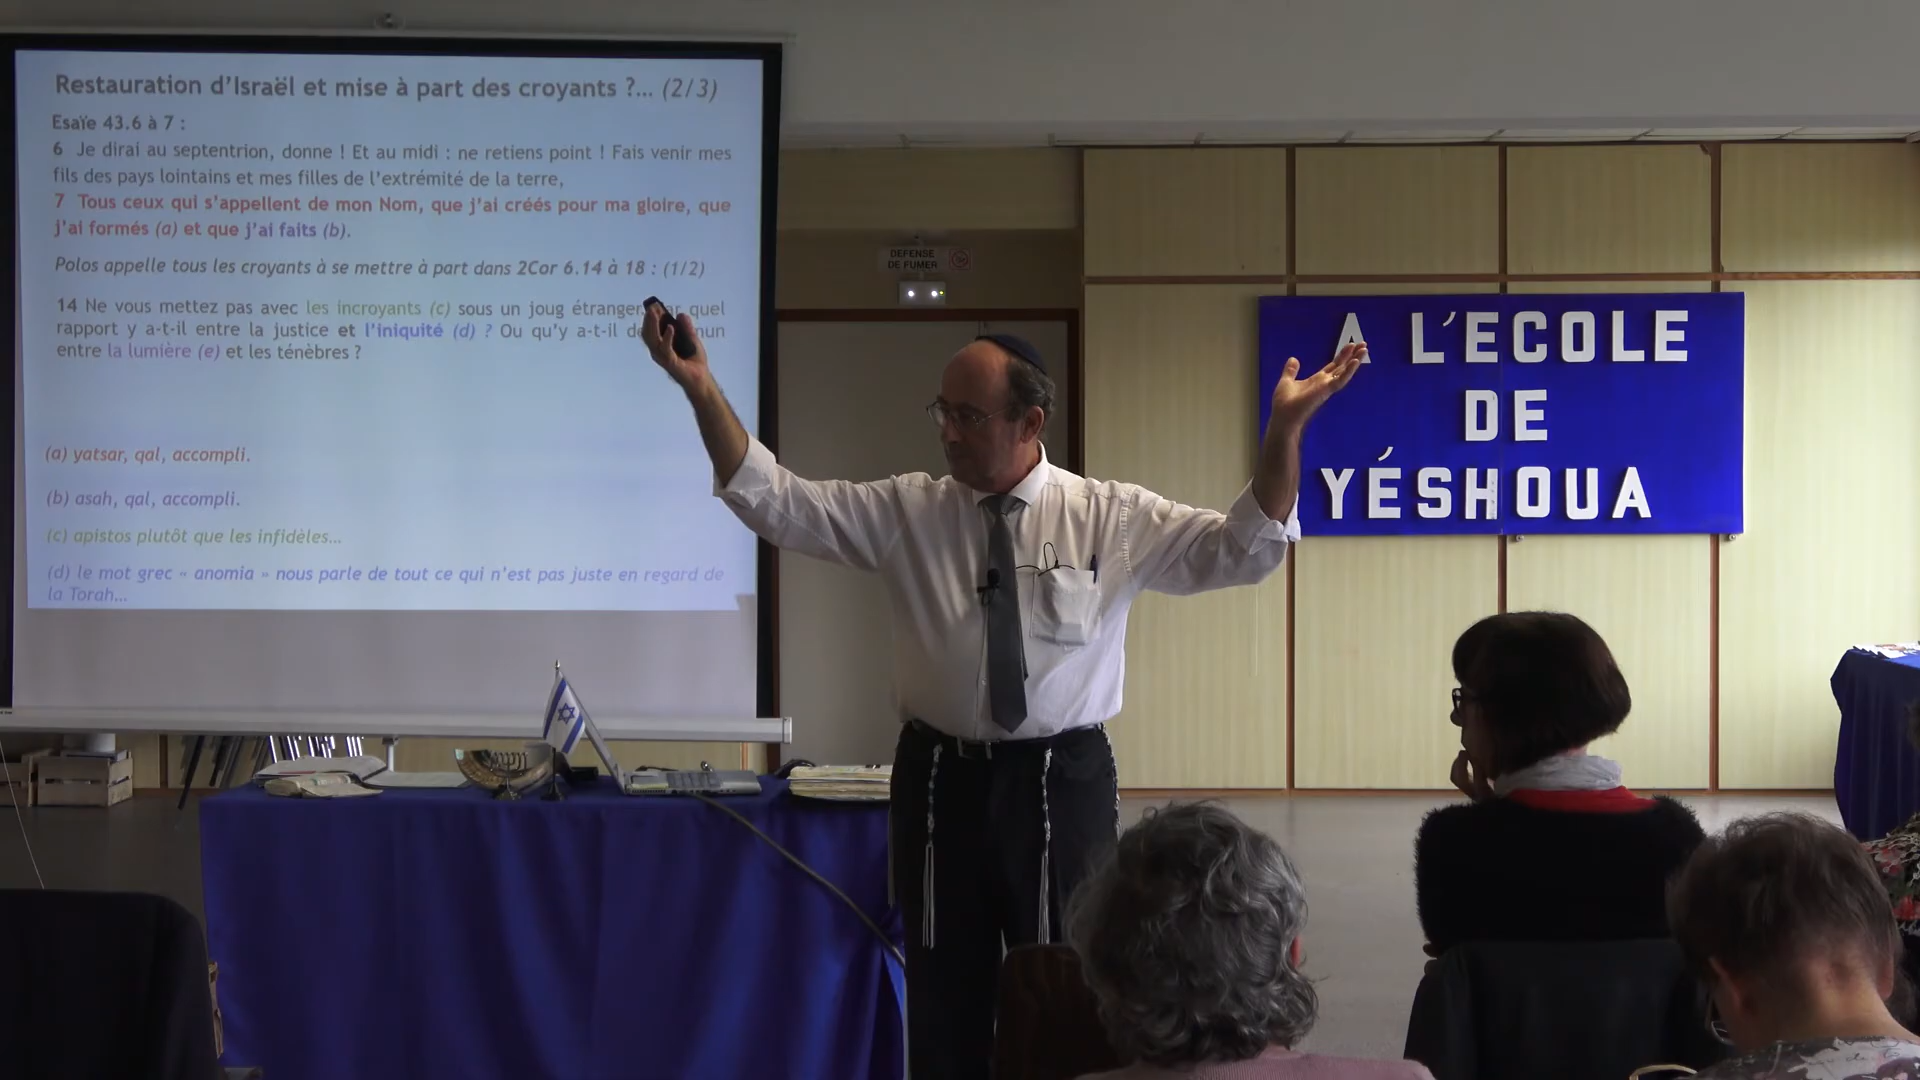 Restauration d'Israël et mise à part des croyants ?... (2/3)
Esaïe 43.6 à 7 :
6 Je dirai au septentrion, donne ! Et au midi : ne retiens point ! Fais venir mes
fils des pays lointains et mes filles de l'extrémité de la terre,
7 Tous ceux qui s'appellent de mon Nom, que j'ai créés pour ma gloire, que
j'ai formés (a) et que j'ai faits (b).
Polos appelle tous les croyants à se mettre à part dans 2Cor 6.14 à 18 : (1/2)
14 Ne vous mettez pas avec les incroyants (c) sous un joug étranger. quel
rapport y a-t-il entre la justice et l'iniquité (d) ? Ou qu'y a-t-il
entre la lumière (e) et les ténèbres ?
(a) yatsar, qal, accompli.
(b) asah, qal, accompli.
(c) apistos plutôt que les infidèles...
(d) le mot grec « anomia » nous parle de tout ce qui n'est pas juste en regard de
la Torah...
DEFENSE
DE FUMER
A L'ECOLE
DE
YÉSHOUA